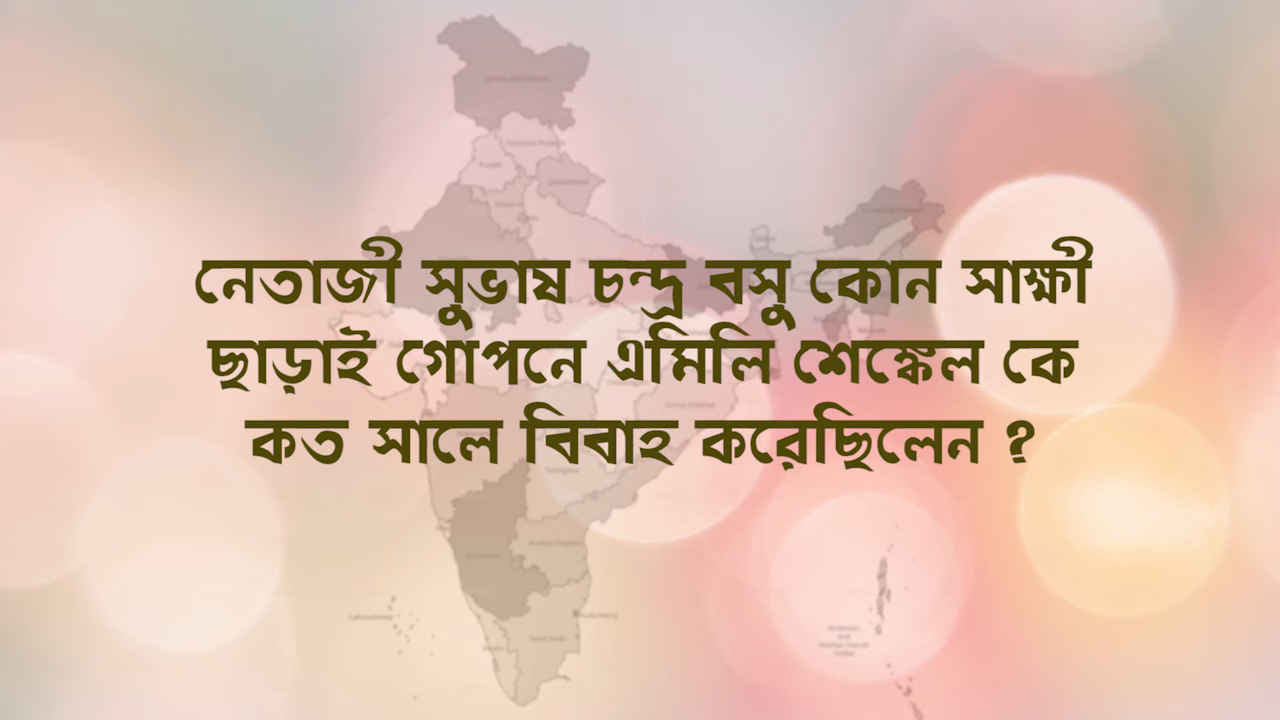 নেতাজী সুভাষ চন্দ্র বসু কোন সাক্ষী
ছাড়াই গোপনে এমিলি শেঙ্কেল কে
কত সালে বিবাহ করেছিলেন ?